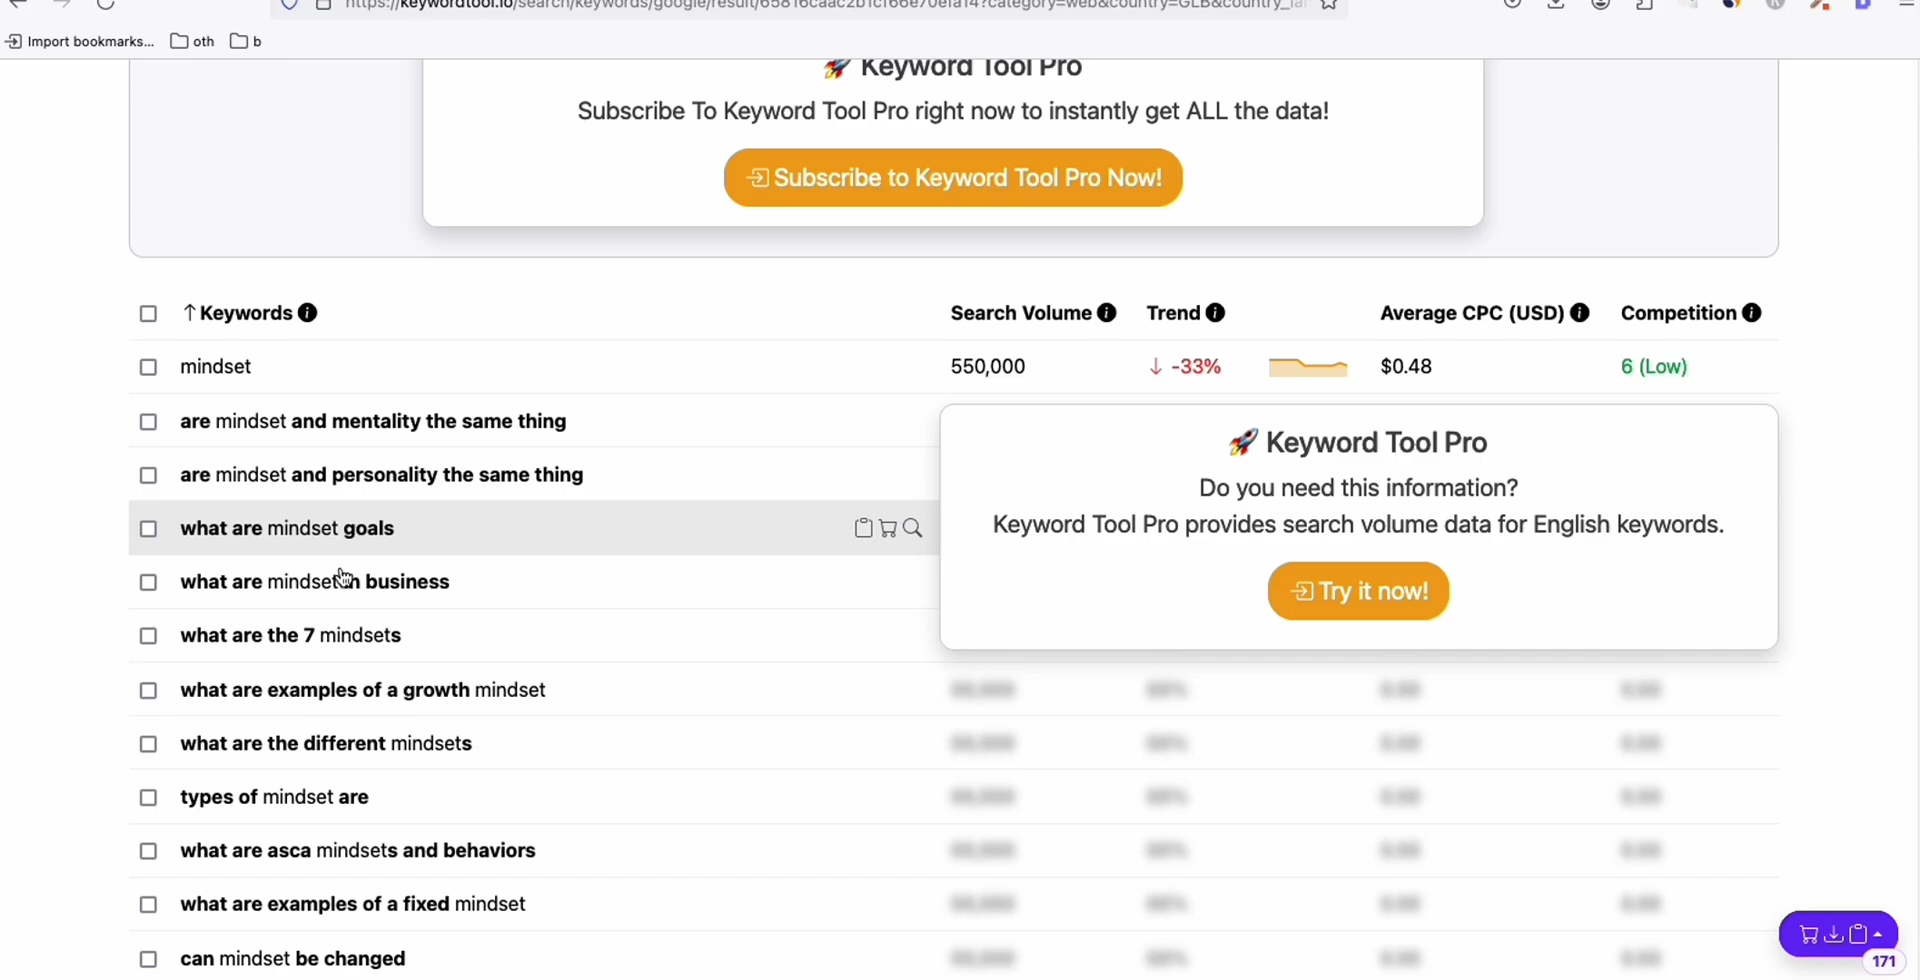 Import bookmarks...
oth
b
Keyword Tool Pro
Subscribe To Keyword Tool Pro right now to instantly get ALL the data!
Subscribe to Keyword Tool Pro Now!
↑ Keywords
Search Volume
Trend
Average CPC (USD)
Competition
mindset
550,000
↓ -33%
$0.48
6 (Low)
are mindset and mentality the same thing
are mindset and personality the same thing
what are mindset goals
what are mindset business
what are the 7 mindsets
what are examples of a growth mindset
what are the different mindsets
types of mindset are
what are asca mindsets and behaviors
what are examples of a fixed mindset
can mindset be changed
Keyword Tool Pro
Do you need this information?
Keyword Tool Pro provides search volume data for English keywords.
Try it now!
171